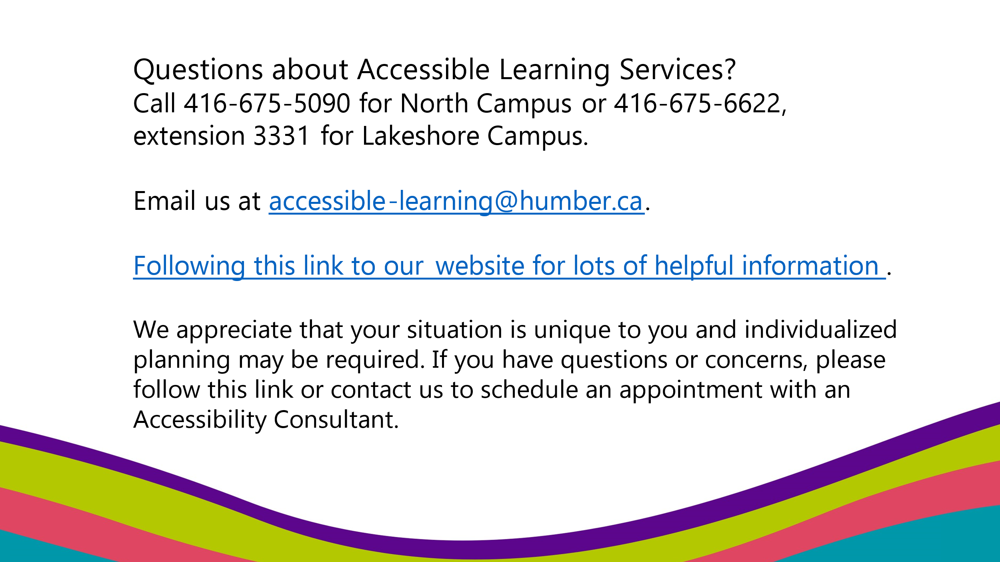 Questions about Accessible Learning Services?
Call 416-675-5090 for North Campus or 416-675-6622,
extension 3331 for Lakeshore Campus.
Email us at accessible-learning@humber.ca.
Following this link to our website for lots of helpful information .
We appreciate that your situation is unique to you and individualized
planning may be required. If you have questions or concerns, please
follow this link or contact us to schedule an appointment with an
Accessibility Consultant.